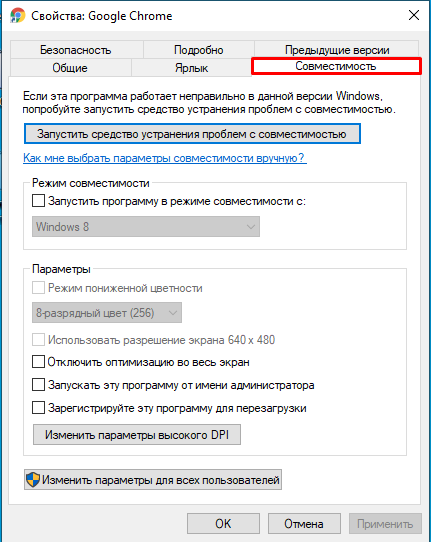 Свойства: Google Chrome
Безопасность Подробно Предыдущие версии
Общие Ярлык Совместимость
Если эта программа работает неправильно в данной версии Windows,
попробуйте запустить средство устранения проблем с совместимостью.
Запустить средство устранения проблем с совместимостью
Как мне выбрать параметры совместимости вручную?
Режим совместимости
Запустить программу в режиме совместимости с:
Windows 8
Параметры
Режим пониженной цветности
8-разрядный цвет (256)
Использовать разрешение экрана 640 x 480
Отключить оптимизацию во весь экран
Запускать эту программу от имени администратора
Зарегистрируйте эту программу для перезагрузки
Изменить параметры высокого DPI
Изменить параметры для всех пользователей
OK Отмена Применить